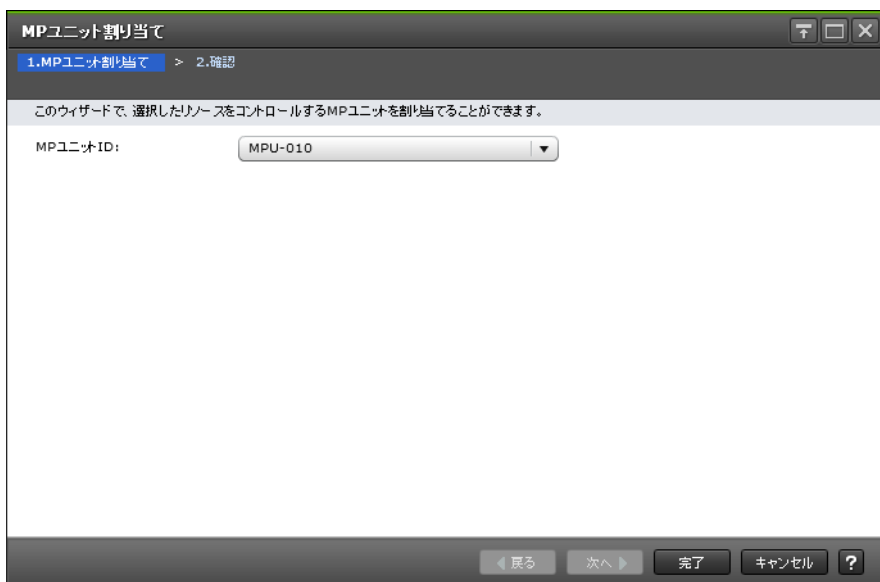 MPユニット割り当て
1.MPユニット割り当て > 2.確認
このウィザードで、選択したリソースをコントロールするMPユニットを割り当てることができます。
MPユニットID: MPU-010
戻る 次へ 完了 キャンセル ?